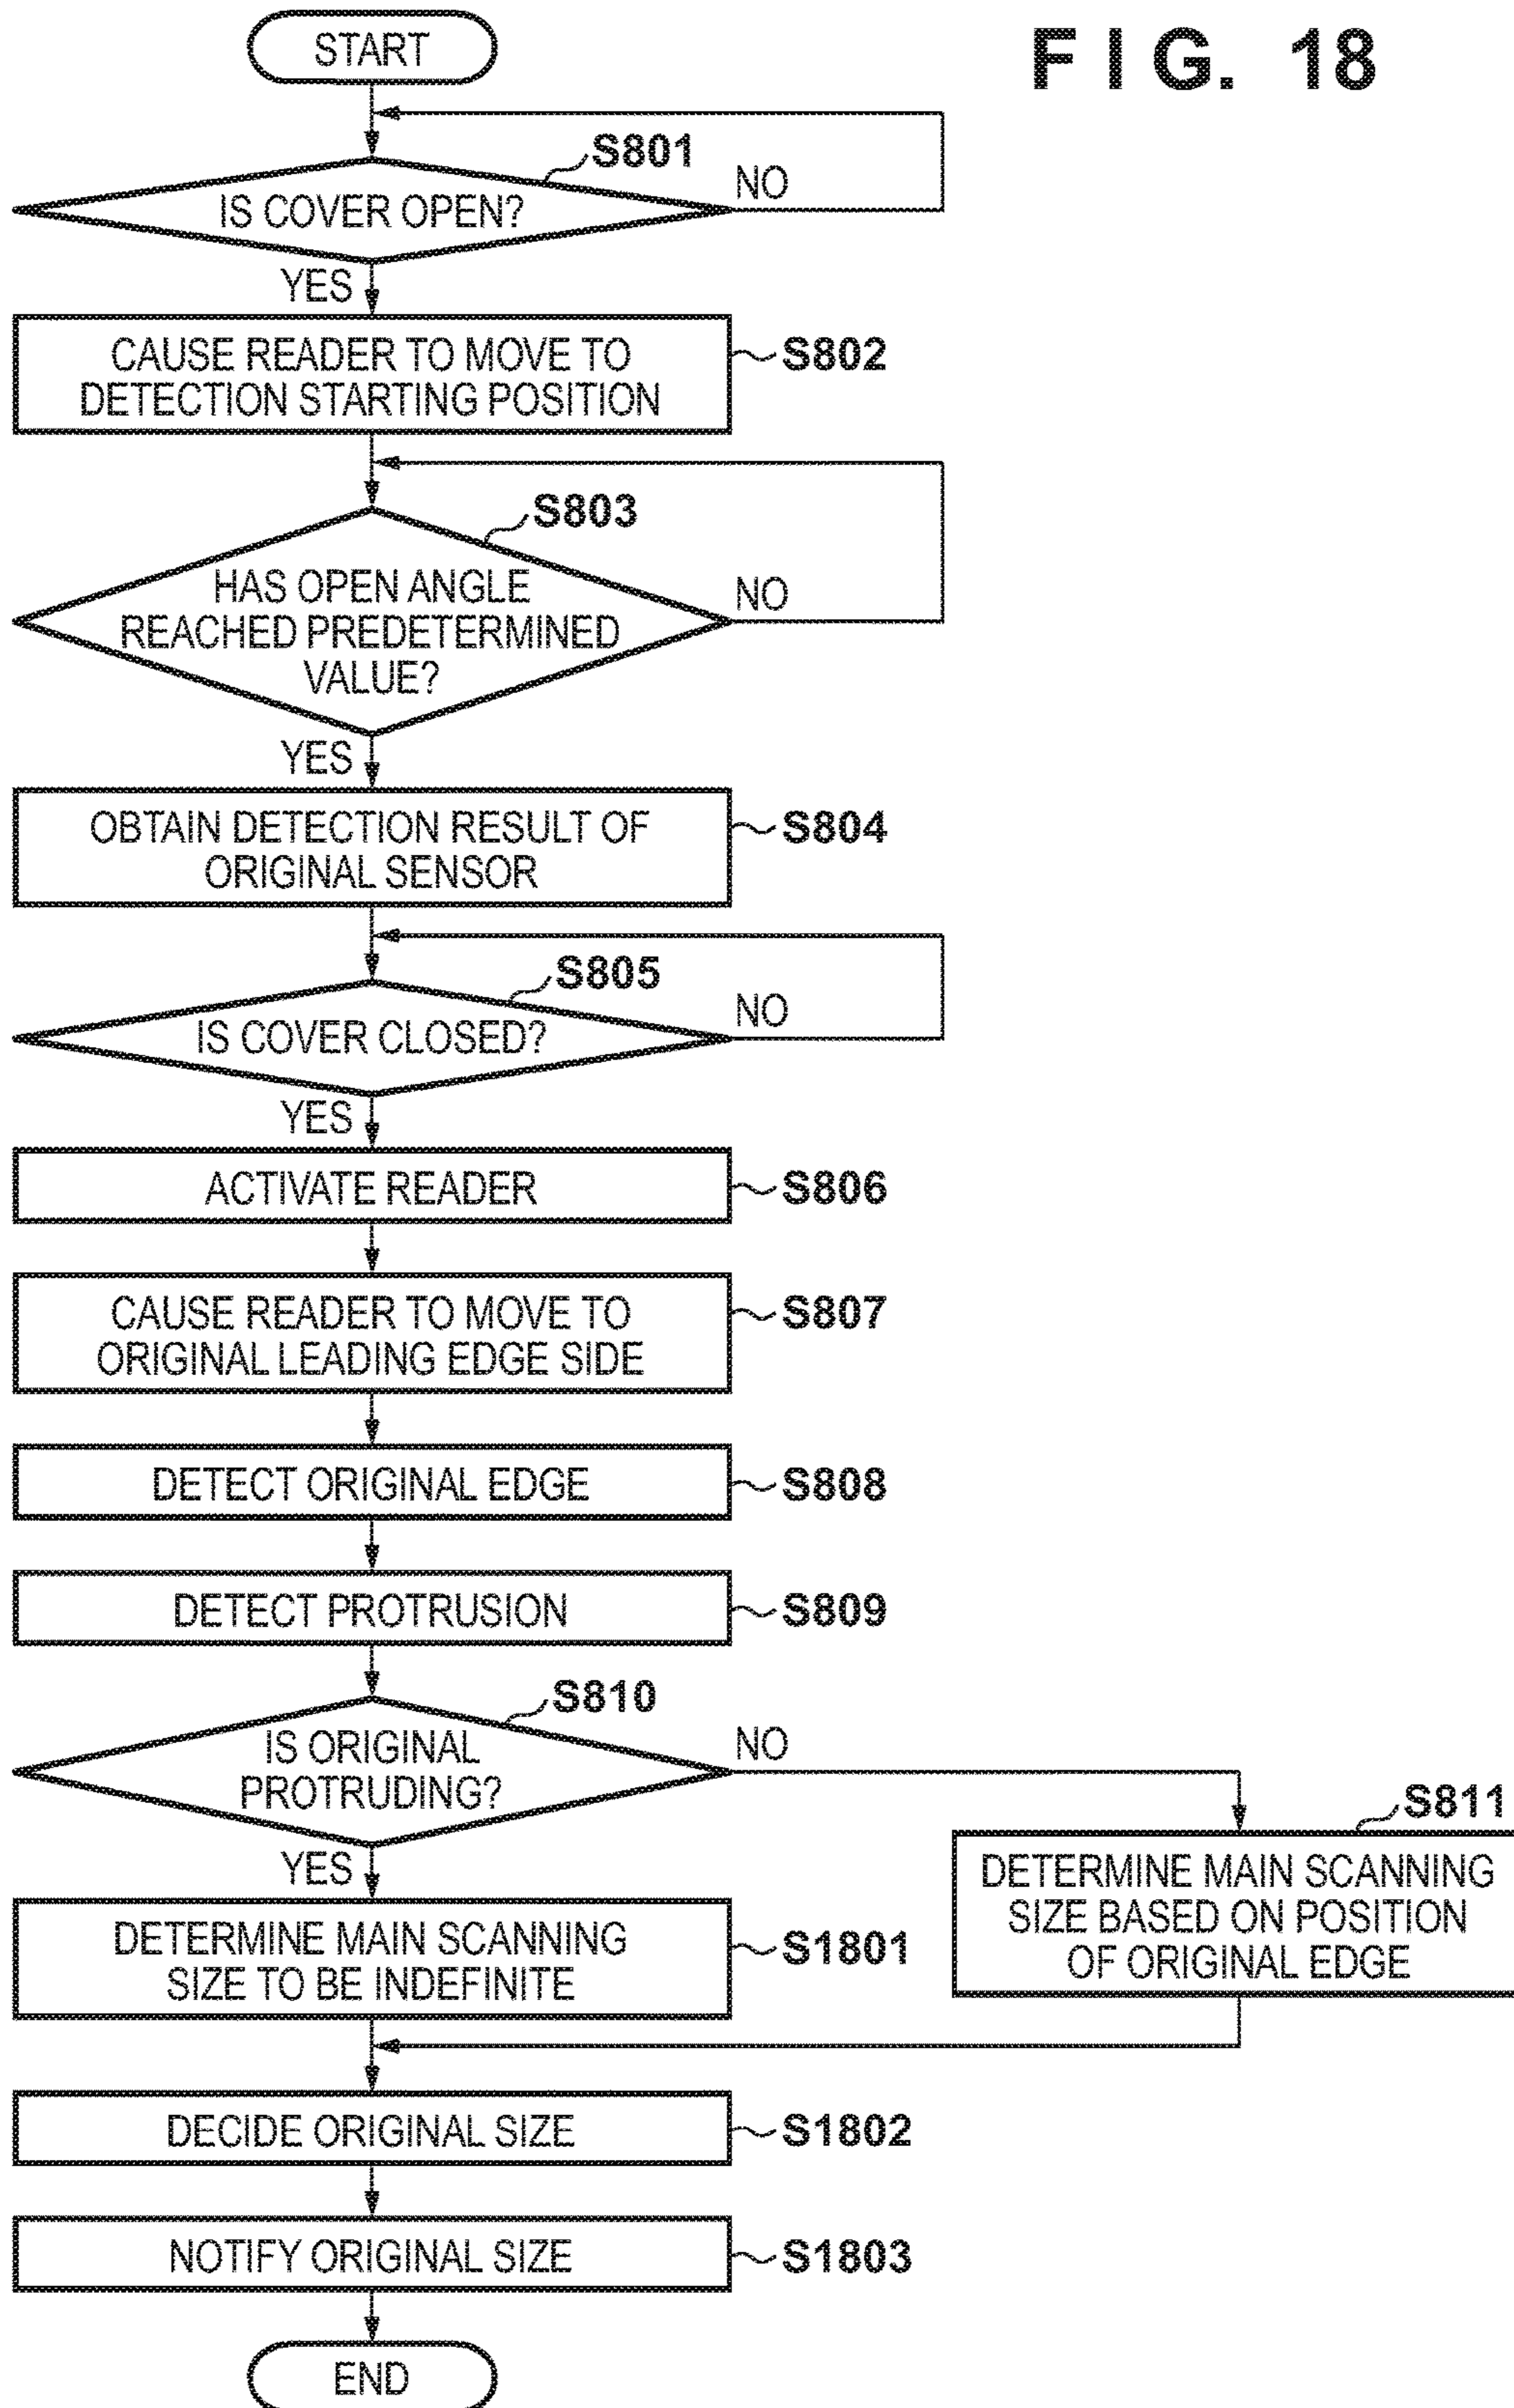 FIG. 18
START
S801
IS COVER OPEN?
NO
YES
CAUSE READER TO MOVE TO
DETECTION STARTING POSITION
S802
S803
HAS OPEN ANGLE
REACHED PREDETERMINED
VALUE?
NO
YES
OBTAIN DETECTION RESULT OF
ORIGINAL SENSOR
S804
S805
IS COVER CLOSED?
NO
YES
ACTIVATE READER
S806
CAUSE READER TO MOVE TO
ORIGINAL LEADING EDGE SIDE
S807
DETECT ORIGINAL EDGE
S808
DETECT PROTRUSION
S809
S810
IS ORIGINAL
PROTRUDING?
NO
YES
S811
DETERMINE MAIN SCANNING
SIZE BASED ON POSITION
OF ORIGINAL EDGE
DETERMINE MAIN SCANNING
SIZE TO BE INDEFINITE
S1801
DECIDE ORIGINAL SIZE
S1802
NOTIFY ORIGINAL SIZE
S1803
END